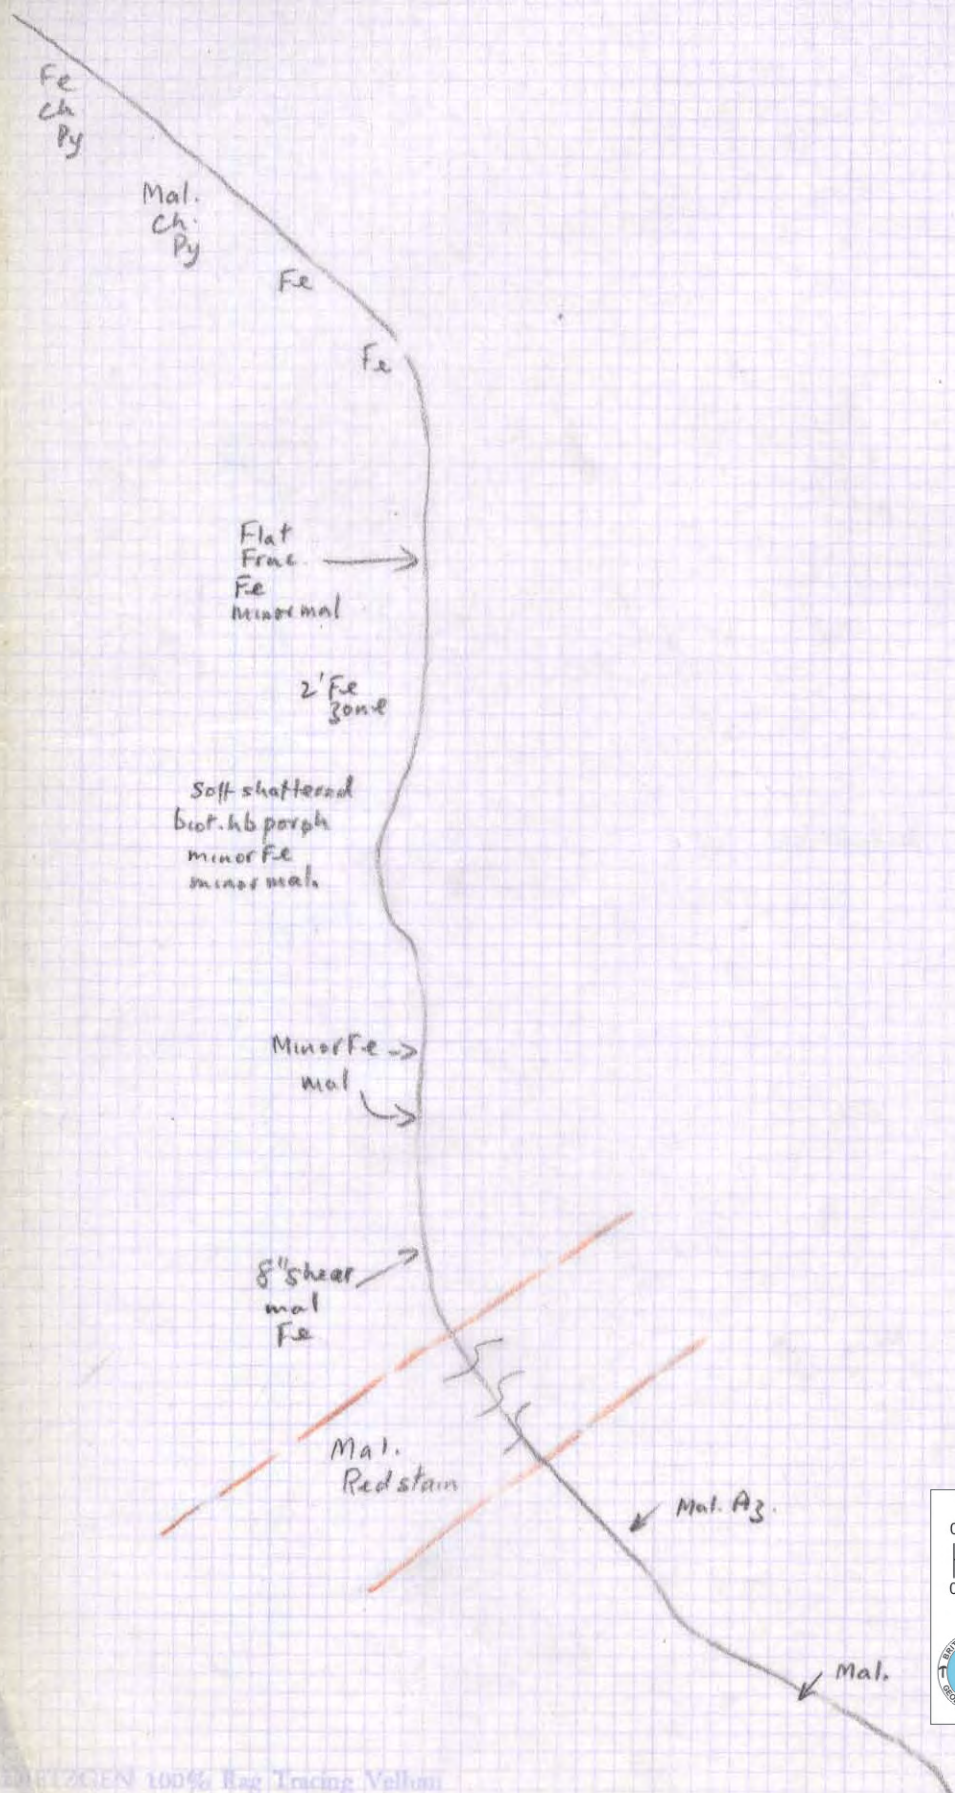 Fe
Ch
Py
Mal.
Ch.
Py
Fe
Fe
Flat
Frac.
Fe
minor mal
2' Fe
zone
Soft shattered
biot. hb porph
minor Fe
minor mal.
Minor Fe
mal
8" shear
mal
Fe
Mal.
Red stain
Mal. Az.
Mal.
DIETZGEN 100% Rag Tracing Vellum